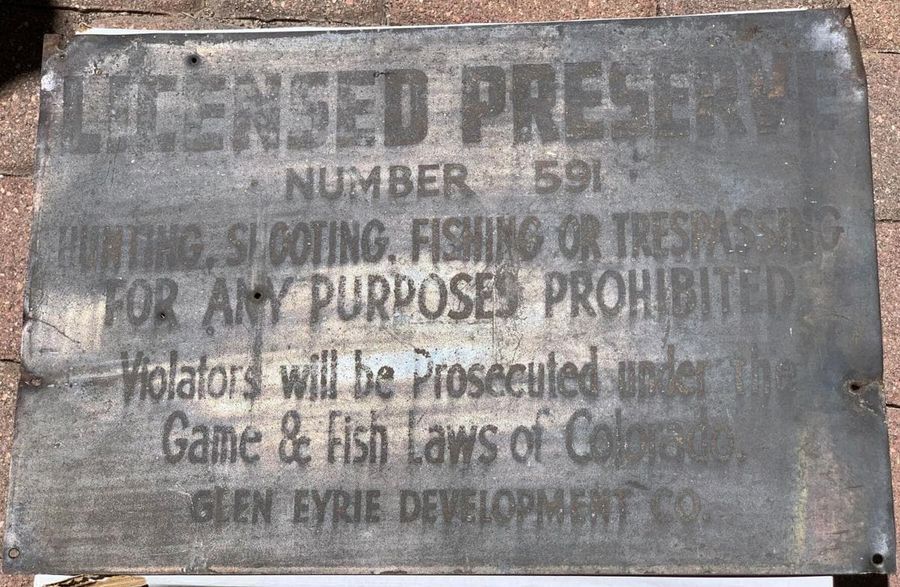 LICENSED PRESERVE
NUMBER 591
HUNTING, SHOOTING, FISHING OR TRESPASSING
FOR ANY PURPOSES PROHIBITED
Violators will be Prosecuted under the
Game & Fish Laws of Colorado.
GLEN EYRIE DEVELOPMENT CO.